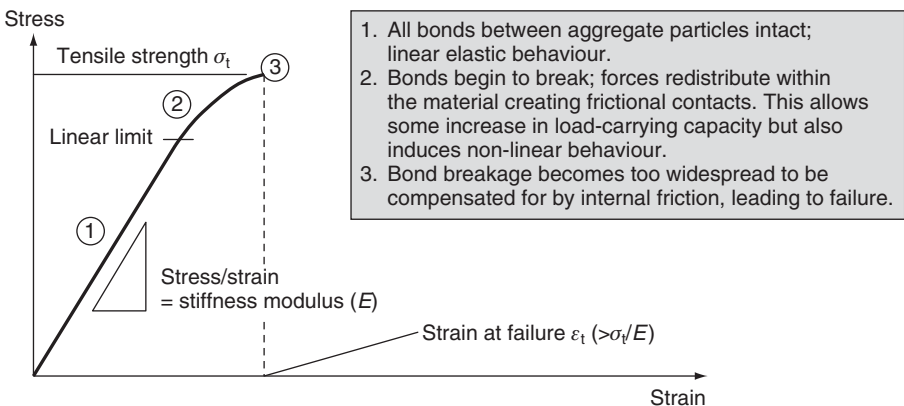 Stress
Tensile strength σt
3
2
Linear limit
1
Stress/strain
= stiffness modulus (E)
Strain at failure εt (>σt/E)
Strain
1. All bonds between aggregate particles intact;
linear elastic behaviour.
2. Bonds begin to break; forces redistribute within
the material creating frictional contacts. This allows
some increase in load-carrying capacity but also
induces non-linear behaviour.
3. Bond breakage becomes too widespread to be
compensated for by internal friction, leading to failure.